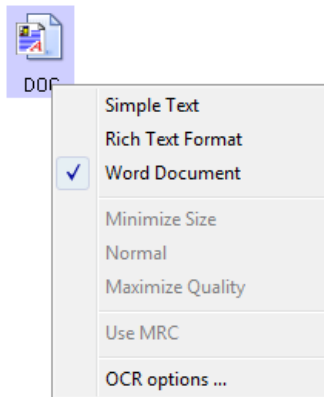 DOC
Simple Text
Rich Text Format
Word Document
Minimize Size
Normal
Maximize Quality
Use MRC
OCR options ...